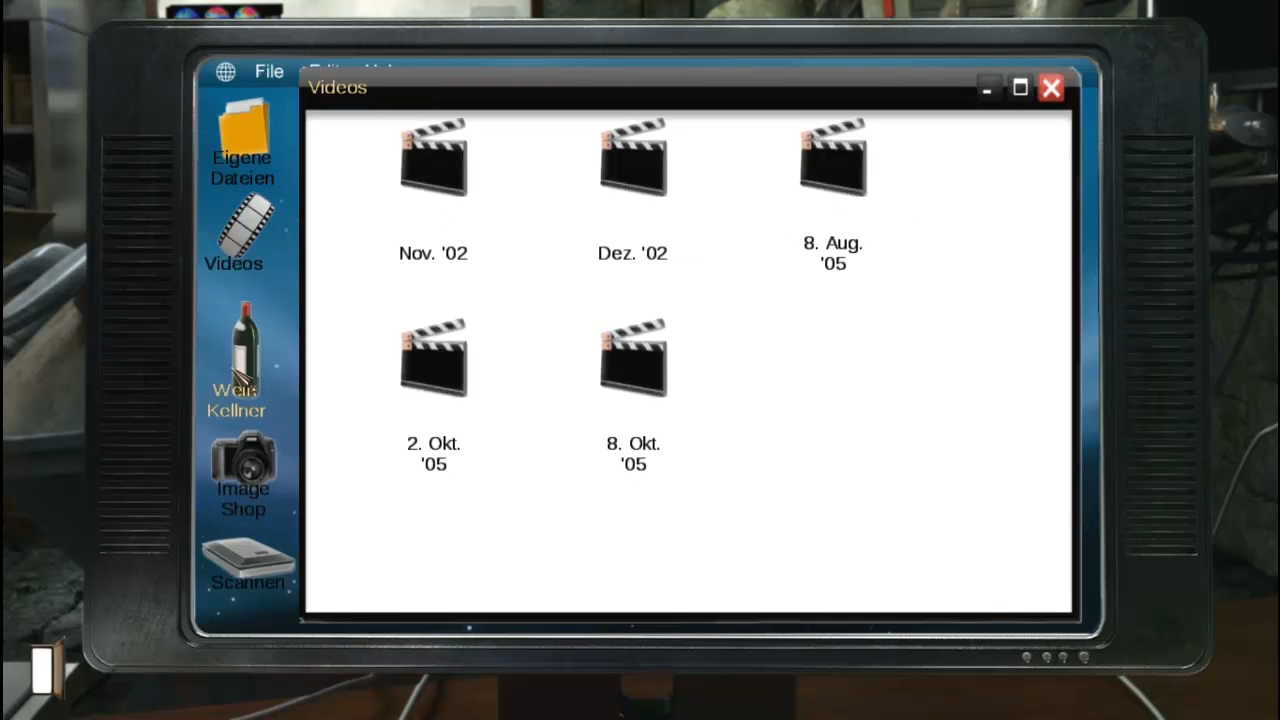 File
Videos
Eigene
Dateien
Videos
Wein
Kellner
Image
Shop
Scannen
Nov. '02
Dez. '02
8. Aug.
'05
2. Okt.
'05
8. Okt.
'05